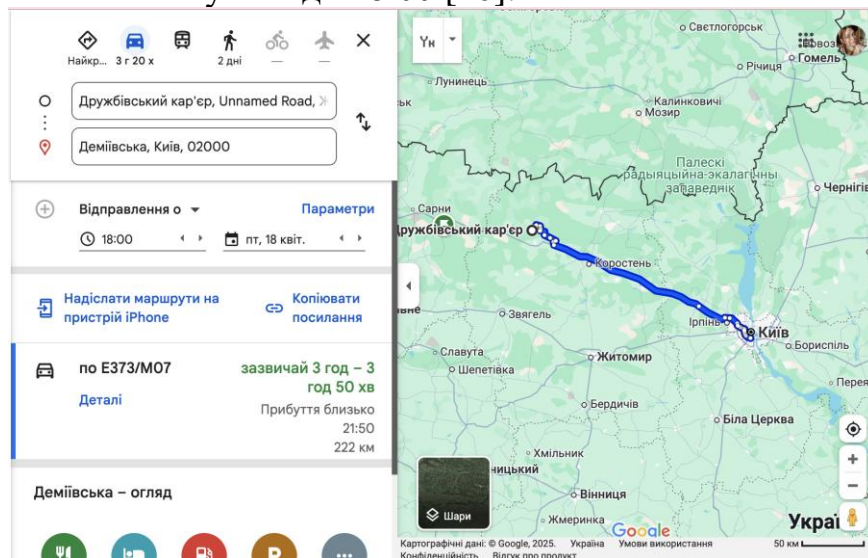 Найкр...
3 г 20 х
2 дні
—
—
Дружбівський кар'єр, Unnamed Road,
Деміївська, Київ, 02000
Відправлення о
Параметри
18:00
пт, 18 квіт.
Надіслати маршрути на
пристрій iPhone
Копіювати
посилання
по E373/M07
Деталі
зазвичай 3 год – 3
год 50 хв
Прибуття близько
21:50
222 км
Деміївська – огляд
Ун
Светлогорськ
Гомель
Річиця
Лунинець
Калинковичі
Мозир
Палескі
радыяцыйна-экалагічны
запаведнік
Чернігів
Сарни
Дружбівський кар'єр
Коростень
Звягель
Ірпінь
Київ
Бориспіль
Славута
Шепетівка
Житомир
Бердичів
Біла Церква
Хмільник
Вінниця
Жмеринка
Шари
Google
Украї
Картографічні дані: © Google, 2025.
Україна
Умови використання
50 км
Конфіденційність
Відгук про продукт